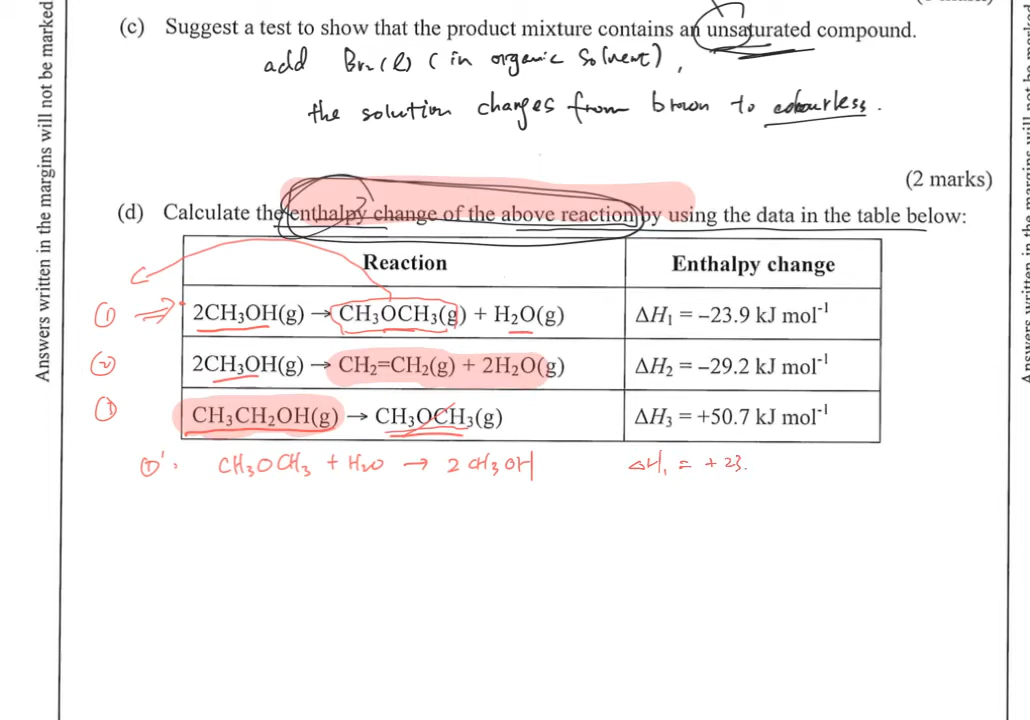 (c) Suggest a test to show that the product mixture contains an unsaturated compound.
add Br₂(l) (in organic solvent),
the solution changes from brown to colourless.
(2 marks)
(d) Calculate the enthalpy change of the above reaction by using the data in the table below:
Reaction Enthalpy change
① 2CH₃OH(g) → CH₃OCH₃(g) + H₂O(g) ΔH₁ = −23.9 kJ mol⁻¹
② 2CH₃OH(g) → CH₂=CH₂(g) + 2H₂O(g) ΔH₂ = −29.2 kJ mol⁻¹
CH₃CH₂OH(g) → CH₃OCH₃(g) ΔH₃ = +50.7 kJ mol⁻¹
①'. CH₃OCH₃ + H₂O → 2CH₃OH ΔH₁ = +23.
Answers written in the margins will not be marked